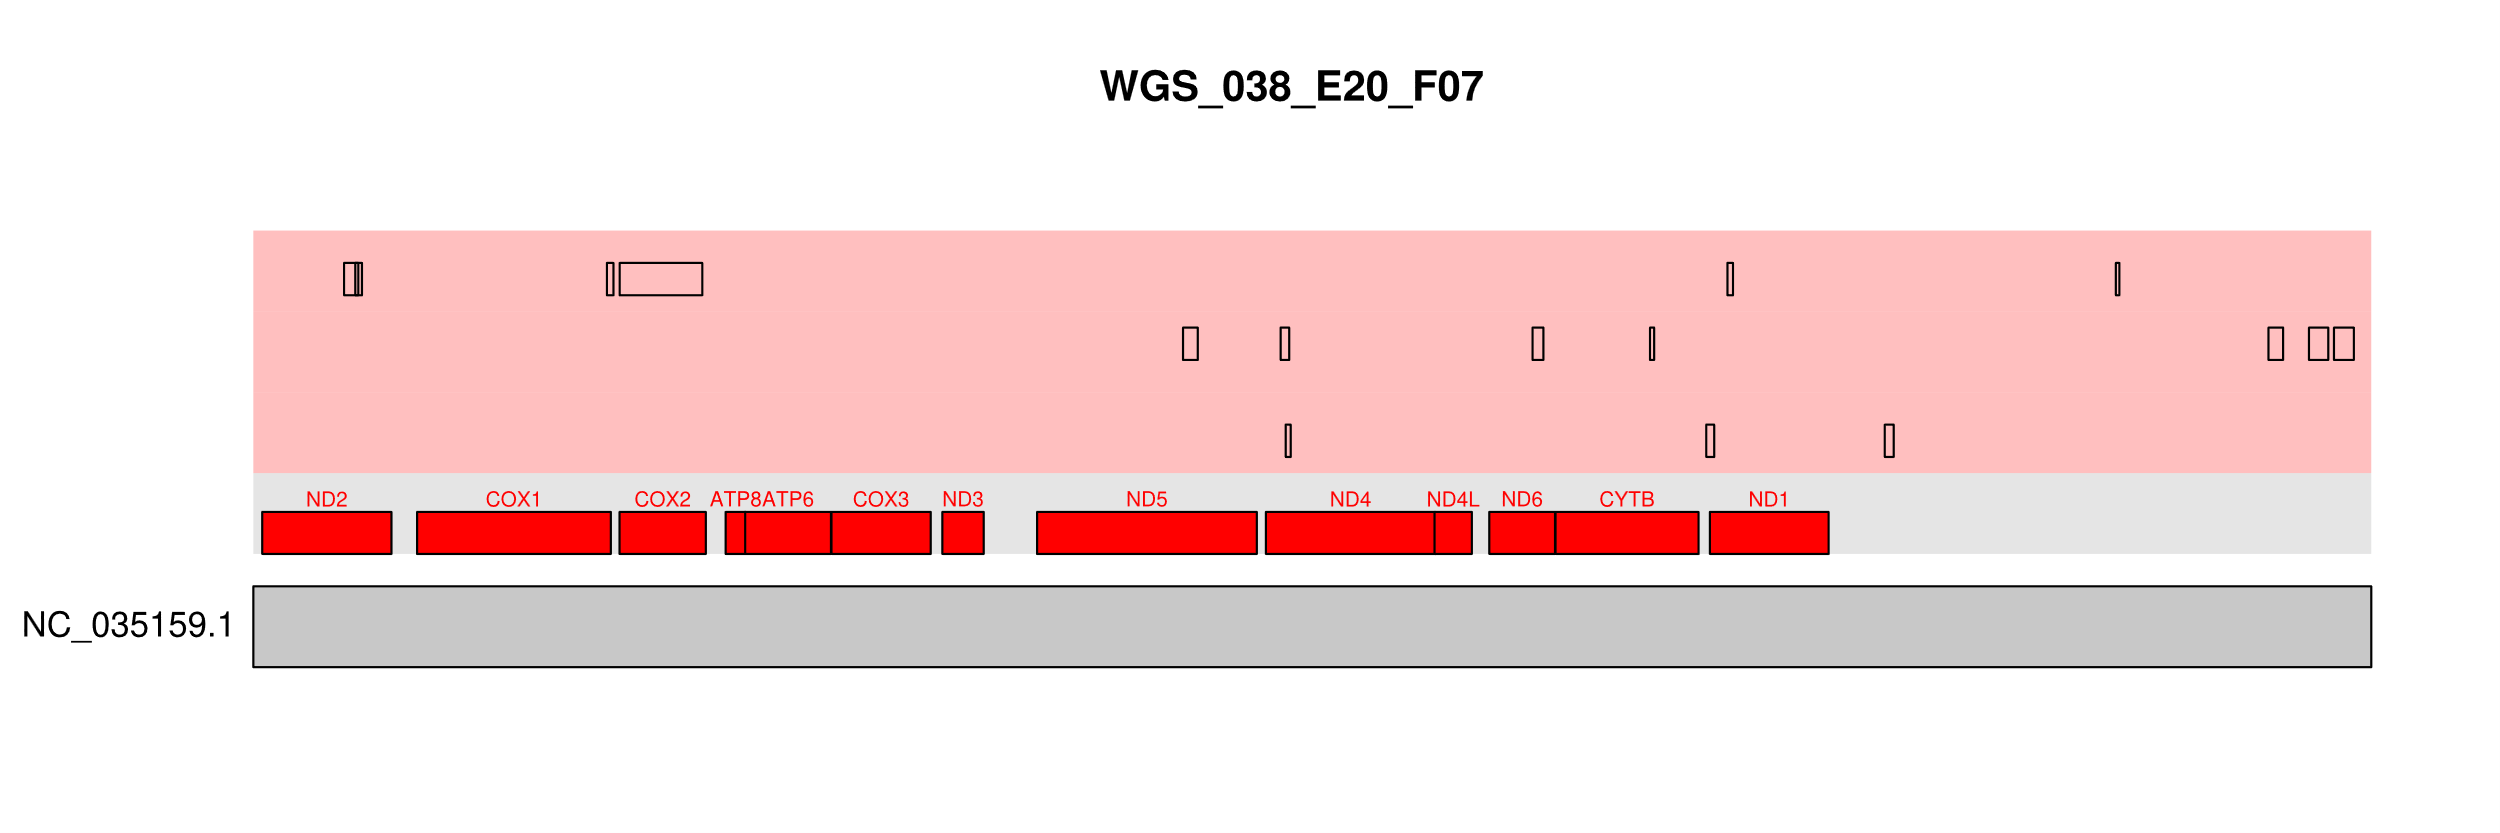 WGS_038_E20_F07
ND2 COX1 COX2 ATP8ATP6 COX3 ND3 ND5 ND4 ND4L ND6 CYTB ND1
NC_035159.1